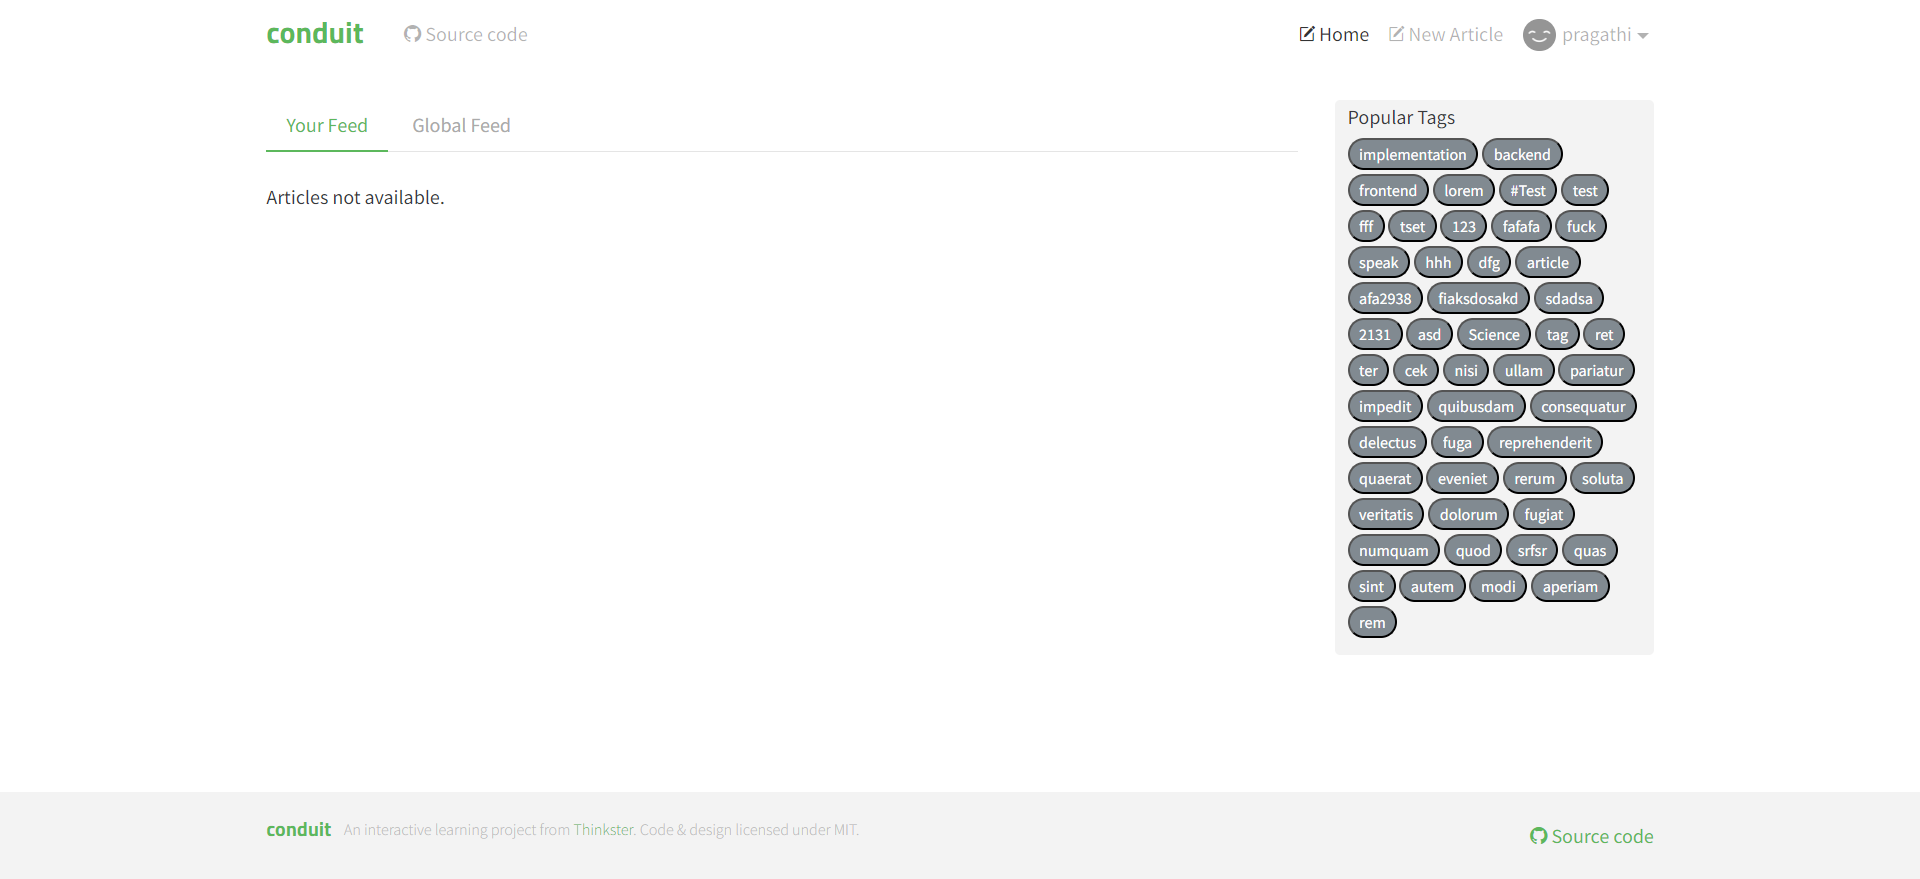 conduit Source code Home New Article pragathi
Your Feed Global Feed
Articles not available.
Popular Tags
implementation backend
frontend lorem #Test test
fff tset 123 fafafa fuck
speak hhh dfg article
afa2938 fiaksdosakd sdadsa
2131 asd Science tag ret
ter cek nisi ullam pariatur
impedit quibusdam consequatur
delectus fuga reprehenderit
quaerat eveniet rerum soluta
veritatis dolorum fugiat
numquam quod srfsr quas
sint autem modi aperiam
rem
conduit An interactive learning project from Thinkster. Code & design licensed under MIT.
Source code